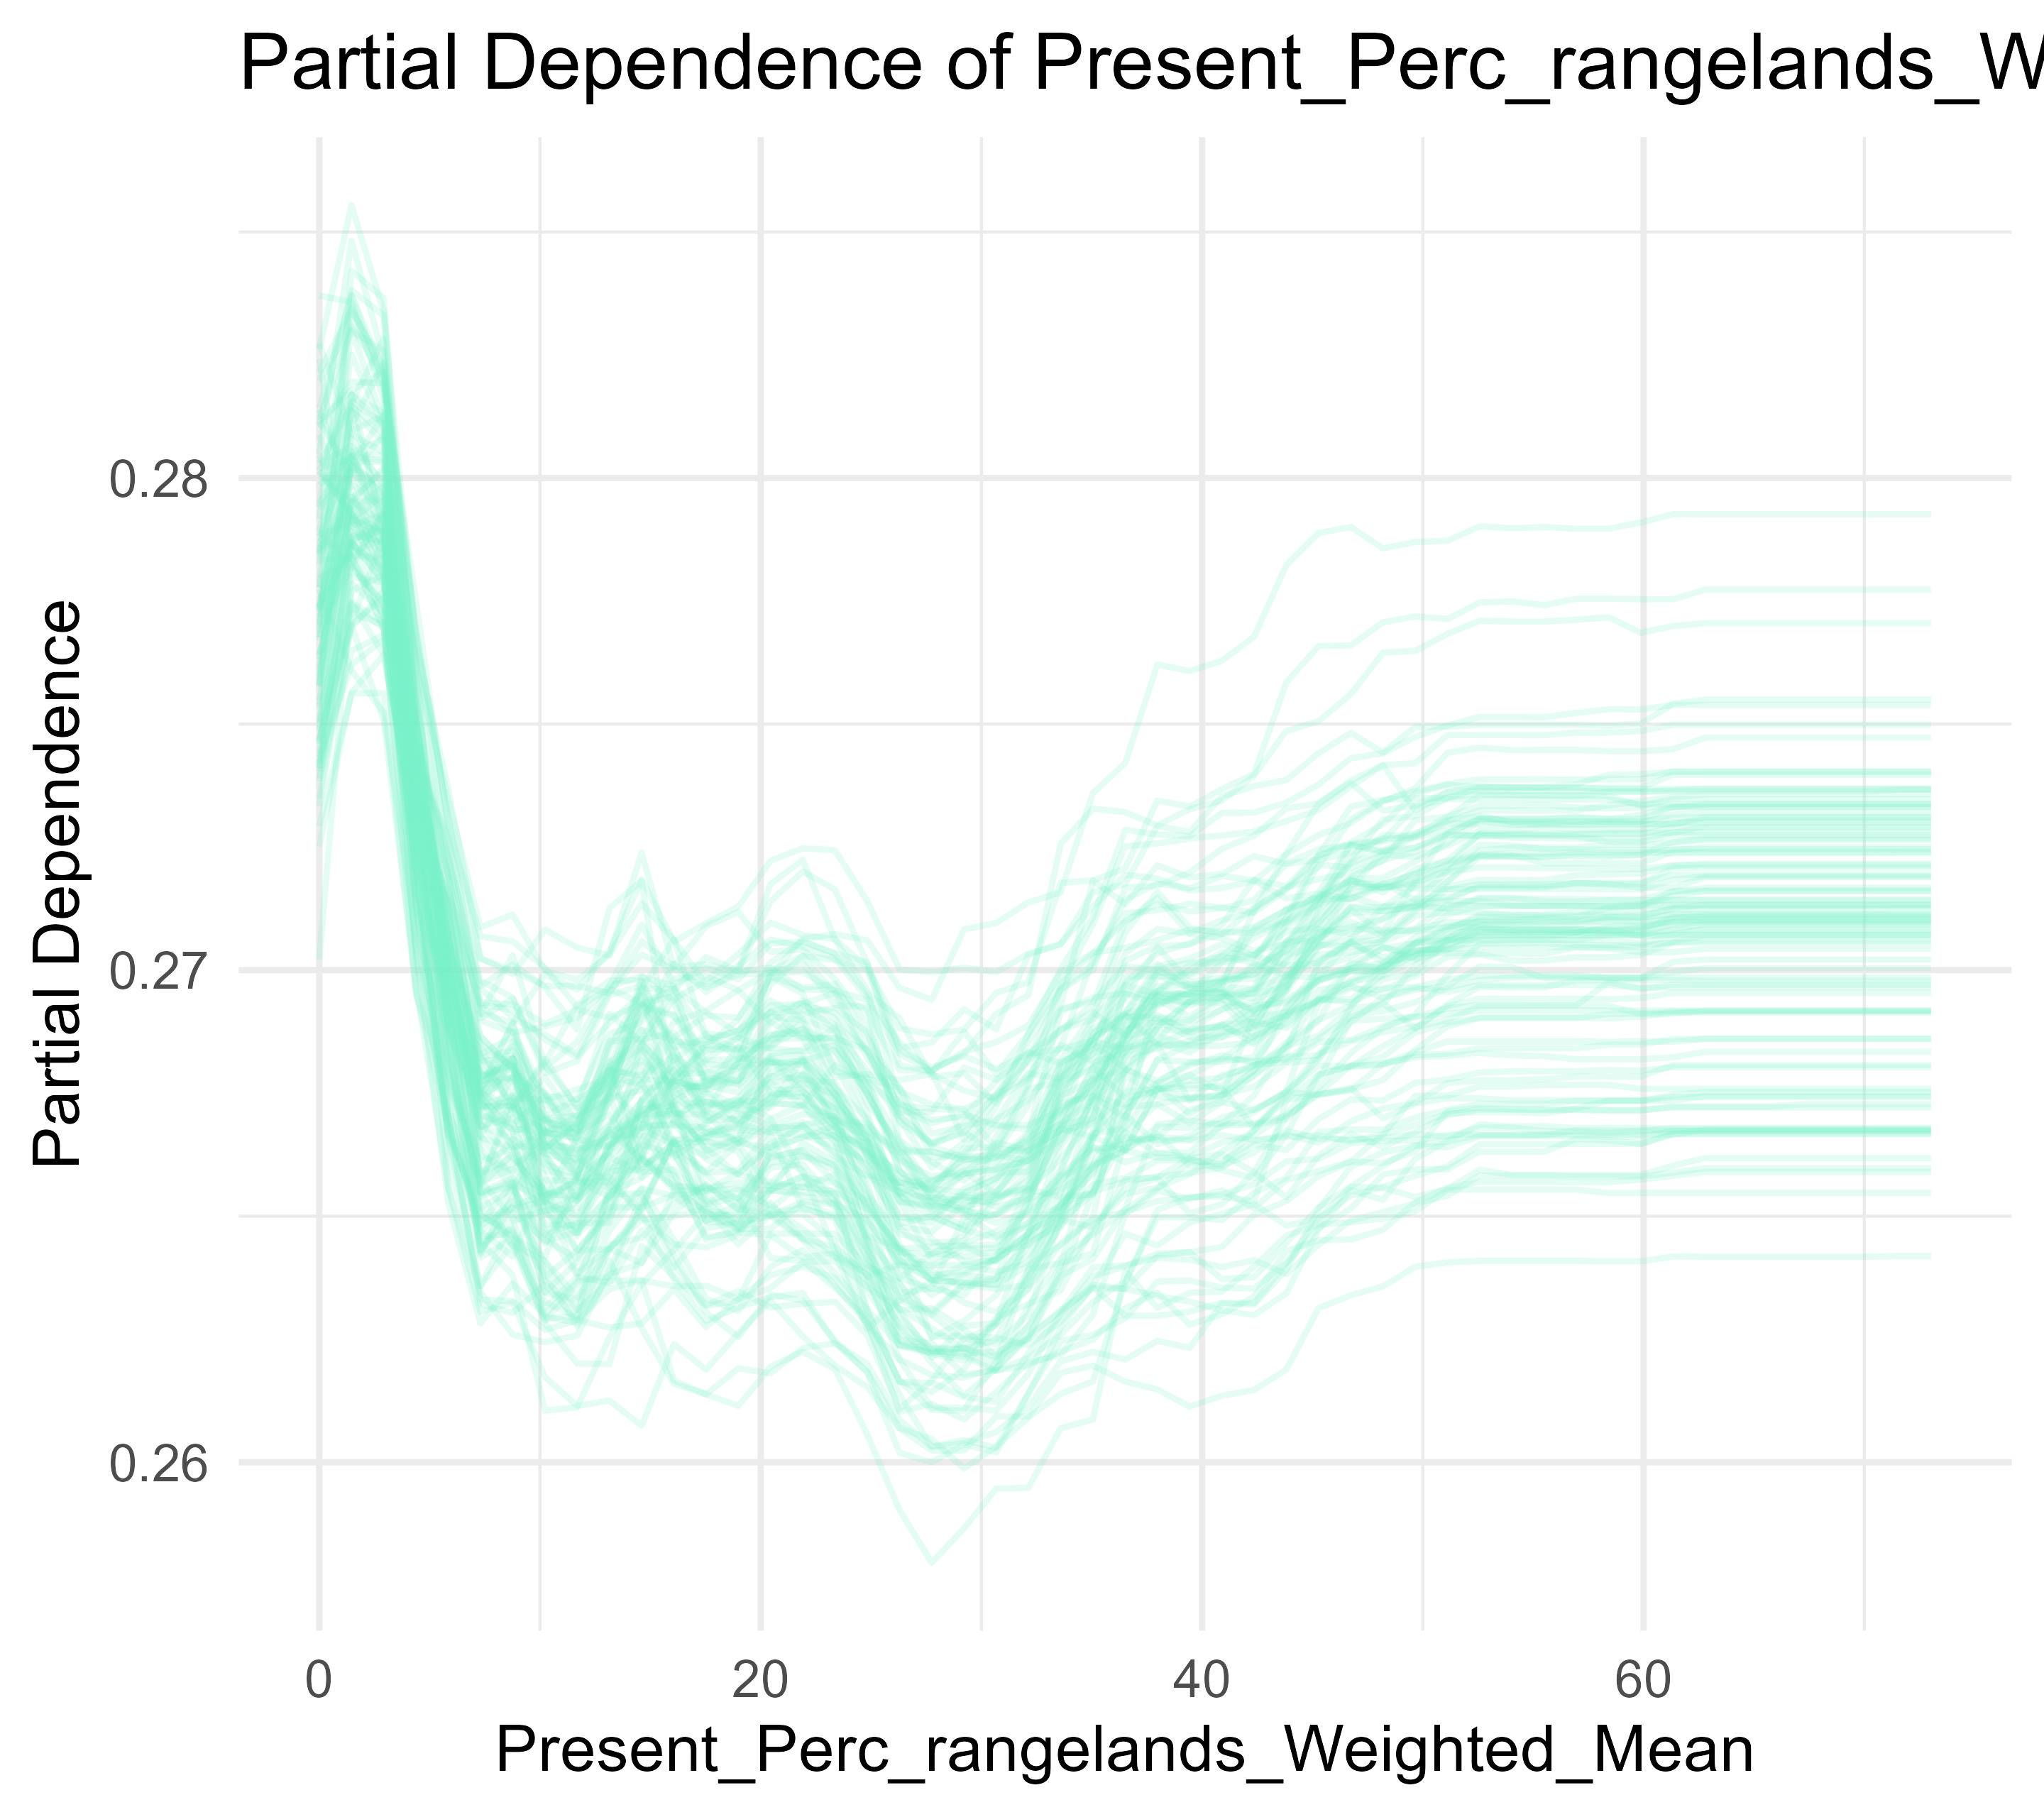 Partial Dependence of Present_Perc_rangelands_W
Partial Dependence
0.28
0.27
0.26
0
20
40
60
Present_Perc_rangelands_Weighted_Mean